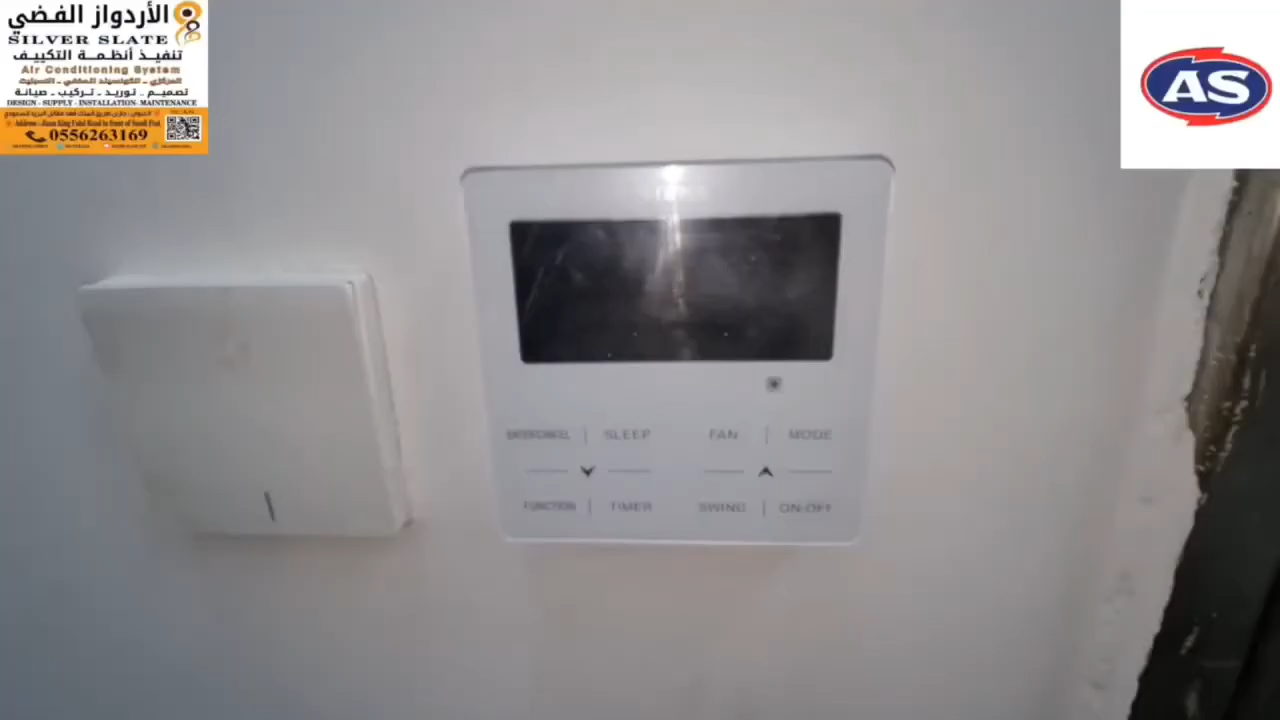 الأردواز الفضي
SILVER SLATE
تنفيذ أنظمة التكييف
Air Conditioning System
تصميم - توريد - تركيب - صيانة
DESIGN - SUPPLY - INSTALLATION - MAINTENANCE
0556263169
AS
SLEEP FAN MODE
FUNCTION TIMER SWING ON/OFF